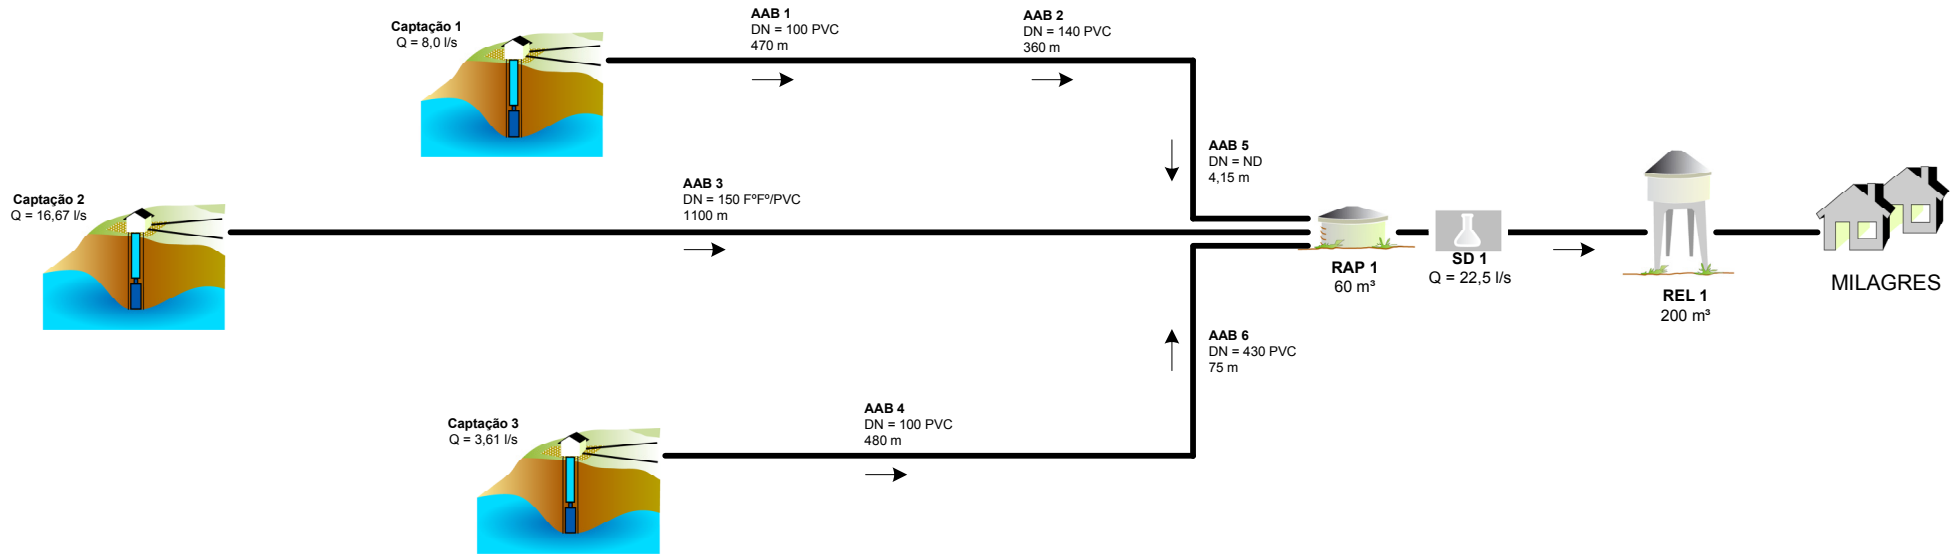 Captação 1
Q = 8,0 l/s
AAB 1
DN = 100 PVC
470 m
AAB 2
DN = 140 PVC
360 m
AAB 5
DN = ND
4,15 m
Captação 2
Q = 16,67 l/s
AAB 3
DN = 150 FºFº/PVC
1100 m
RAP 1
60 m³
SD 1
Q = 22,5 l/s
REL 1
200 m³
MILAGRES
AAB 6
DN = 430 PVC
75 m
Captação 3
Q = 3,61 l/s
AAB 4
DN = 100 PVC
480 m